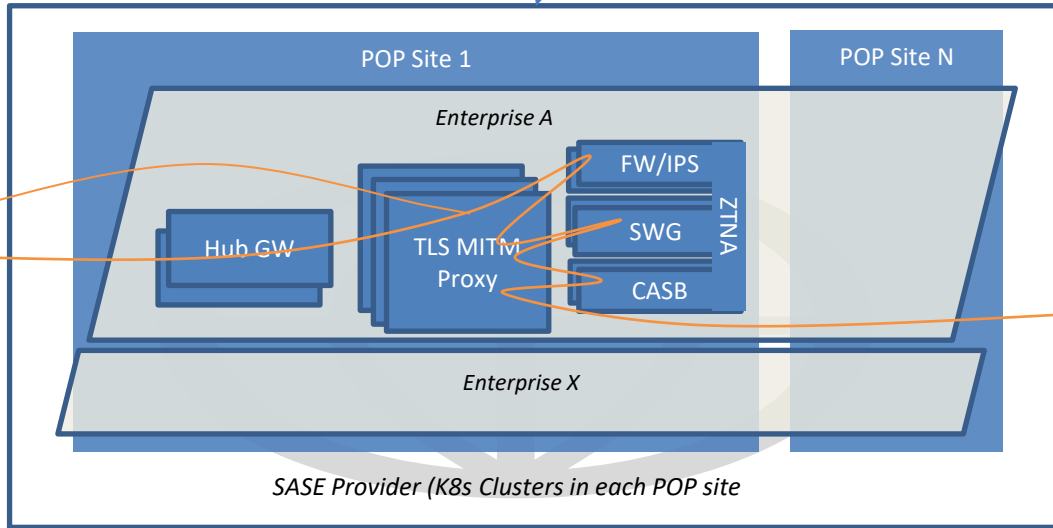 POP Site 1
POP Site N
Enterprise A
Hub GW
TLS MITM
Proxy
FW/IPS
SWG
CASB
ZTNA
Enterprise X
SASE Provider (K8s Clusters in each POP site